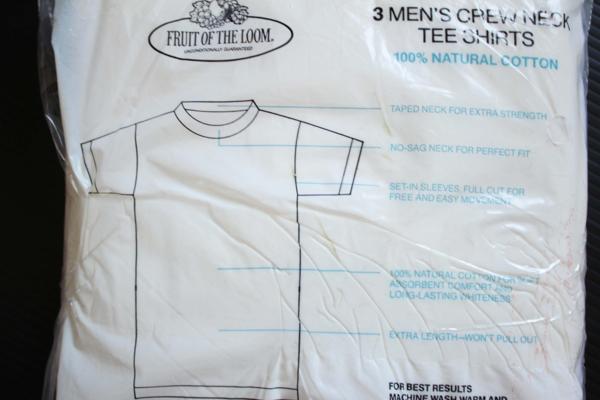 FRUIT OF THE LOOM®
UNCONDITIONALLY GUARANTEED
3 MEN'S CREW NECK
TEE SHIRTS
100% NATURAL COTTON
TAPED NECK FOR EXTRA STRENGTH
NO-SAG NECK FOR PERFECT FIT
SET-IN SLEEVES, FULL CUT FOR
FREE AND EASY MOVEMENT
100% NATURAL COTTON FOR SOFT
ABSORBENT COMFORT AND
LONG-LASTING WHITENESS
EXTRA LENGTH—WON'T PULL OUT
FOR BEST RESULTS
MACHINE WASH WARM AND